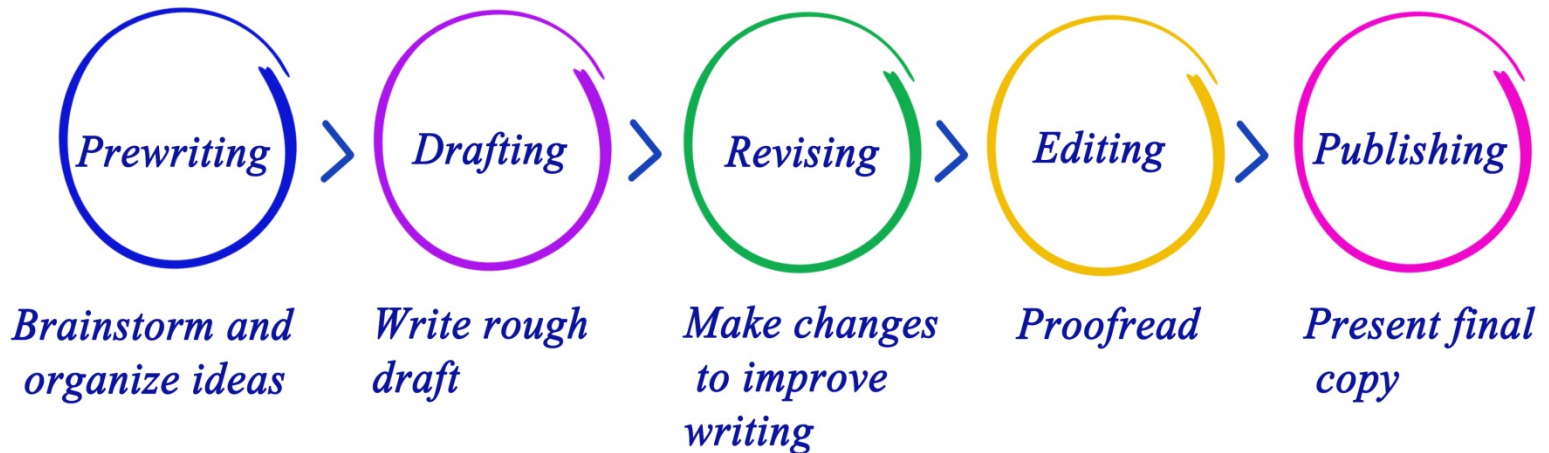 Prewriting
Drafting
Revising
Editing
Publishing
Brainstorm and
organize ideas
Write rough
draft
Make changes
to improve
writing
Proofread
Present final
copy